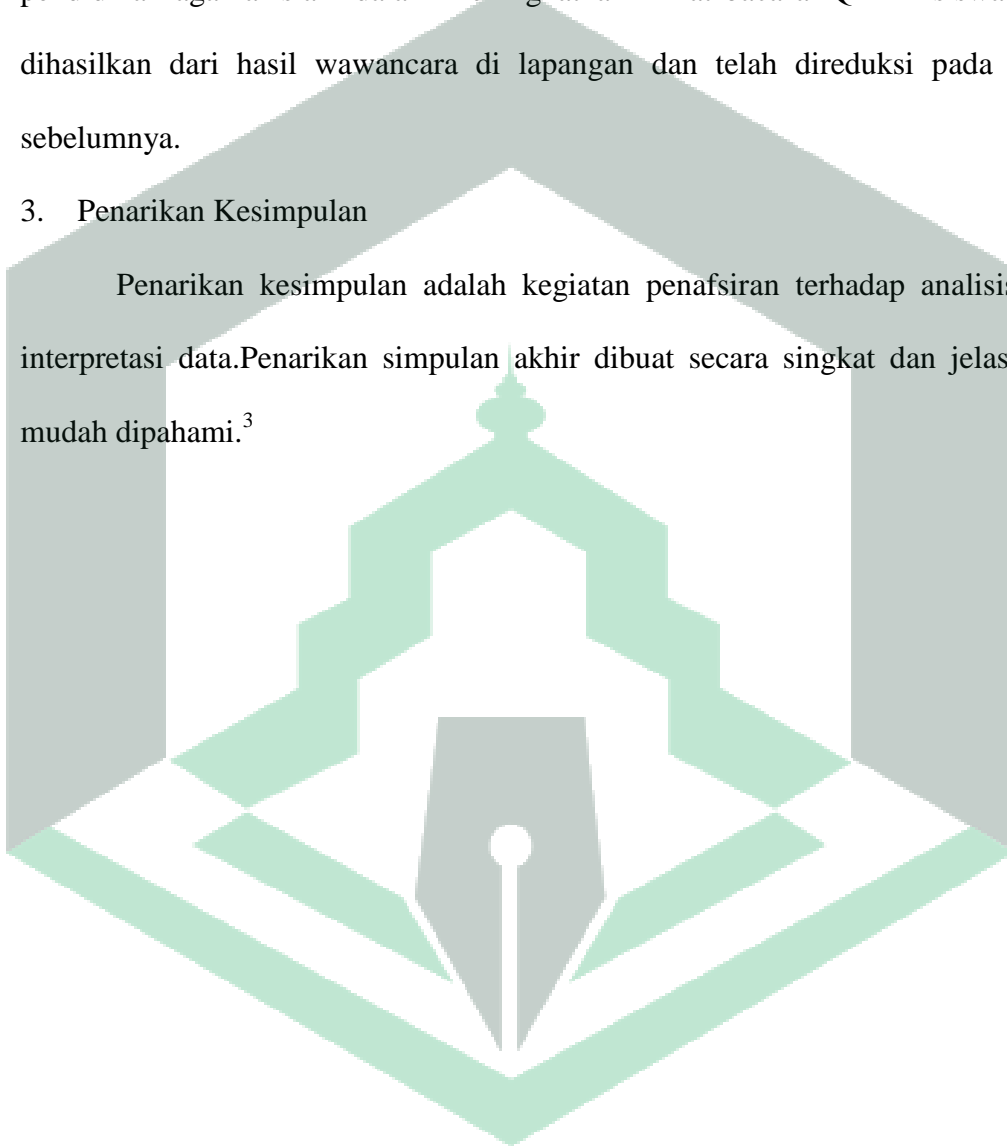 dihasilkan dari hasil wawancara di lapangan dan telah direduksi pada
sebelumnya.
3. Penarikan Kesimpulan
Penarikan kesimpulan adalah kegiatan penafsiran terhadap analisis
interpretasi data.Penarikan simpulan akhir dibuat secara singkat dan jelas
mudah dipahami.³